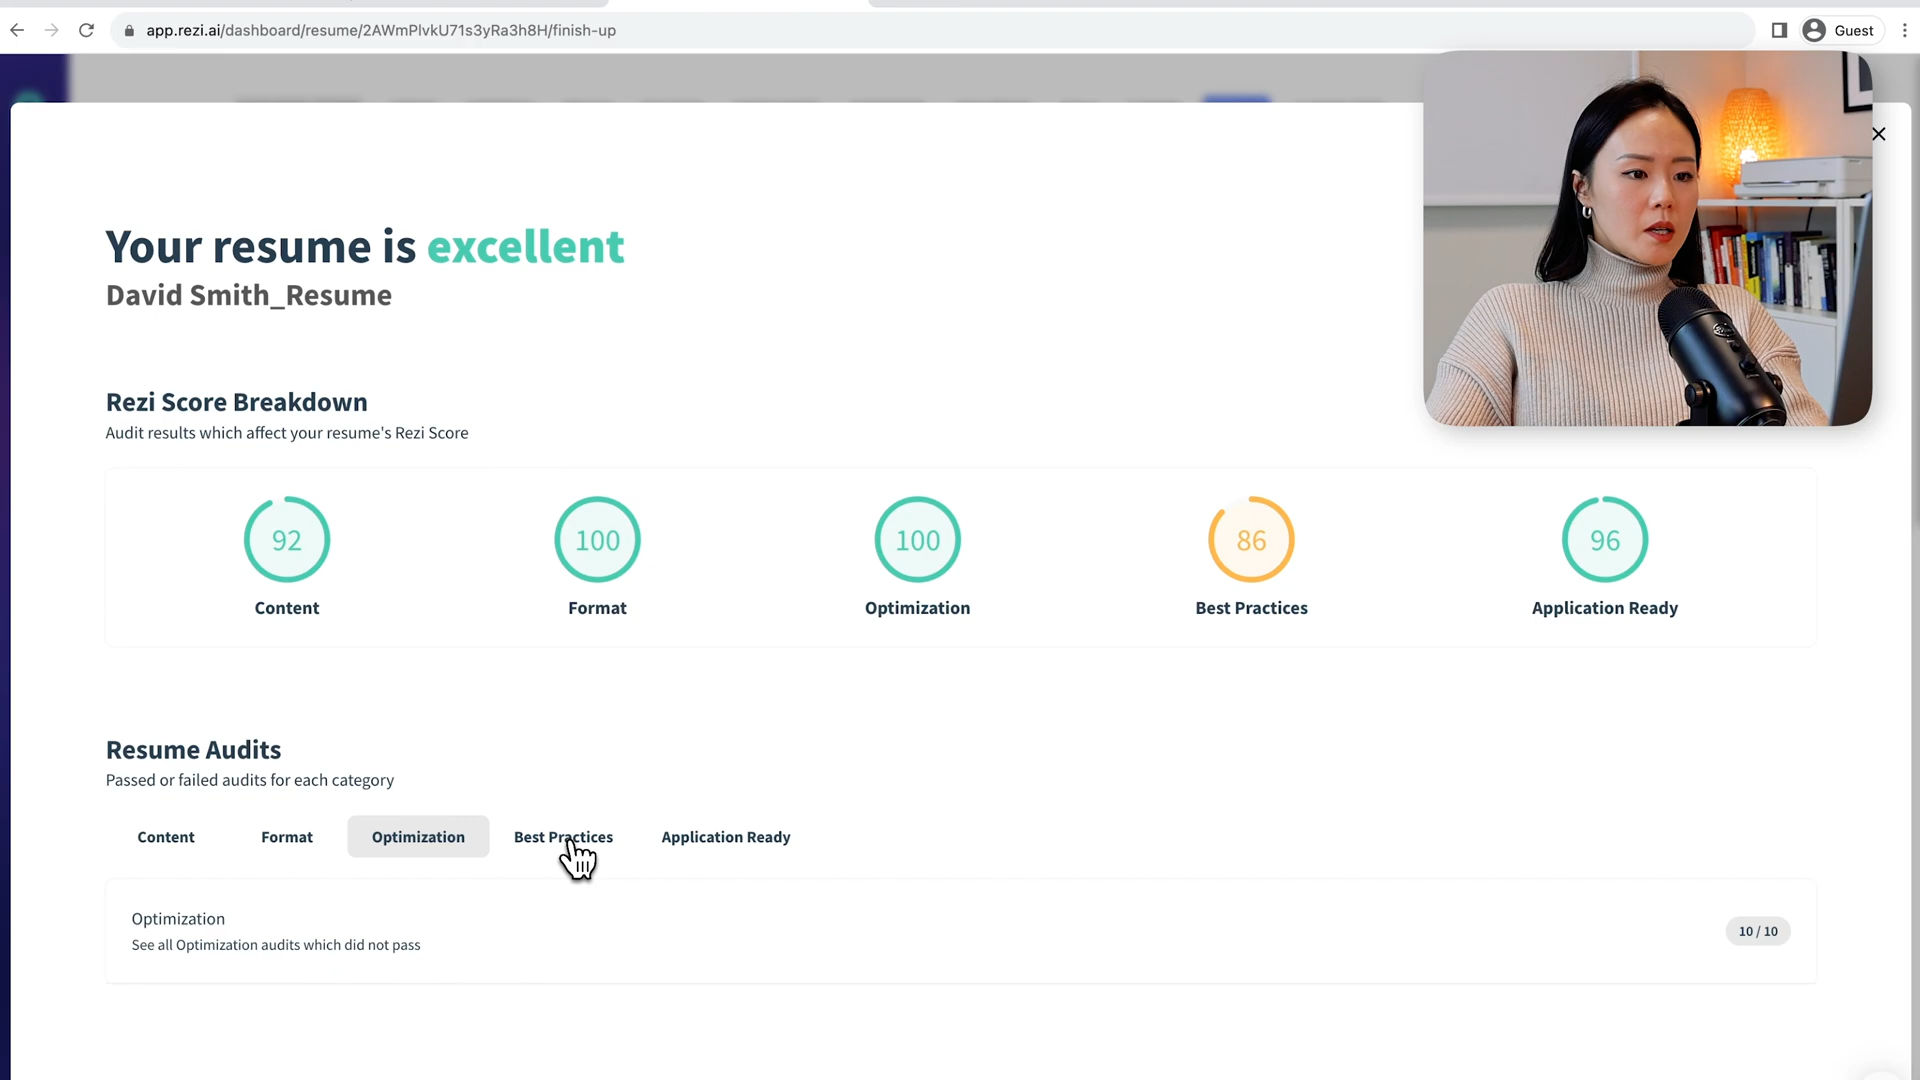 app.rezi.ai/dashboard/resume/2AWmPlvkU71s3yRa3h8H/finish-up
Guest
Your resume is excellent
David Smith_Resume
Rezi Score Breakdown
Audit results which affect your resume's Rezi Score
92
100
100
86
96
Content
Format
Optimization
Best Practices
Application Ready
Resume Audits
Passed or failed audits for each category
Content
Format
Optimization
Best Practices
Application Ready
Optimization
See all Optimization audits which did not pass
10 / 10